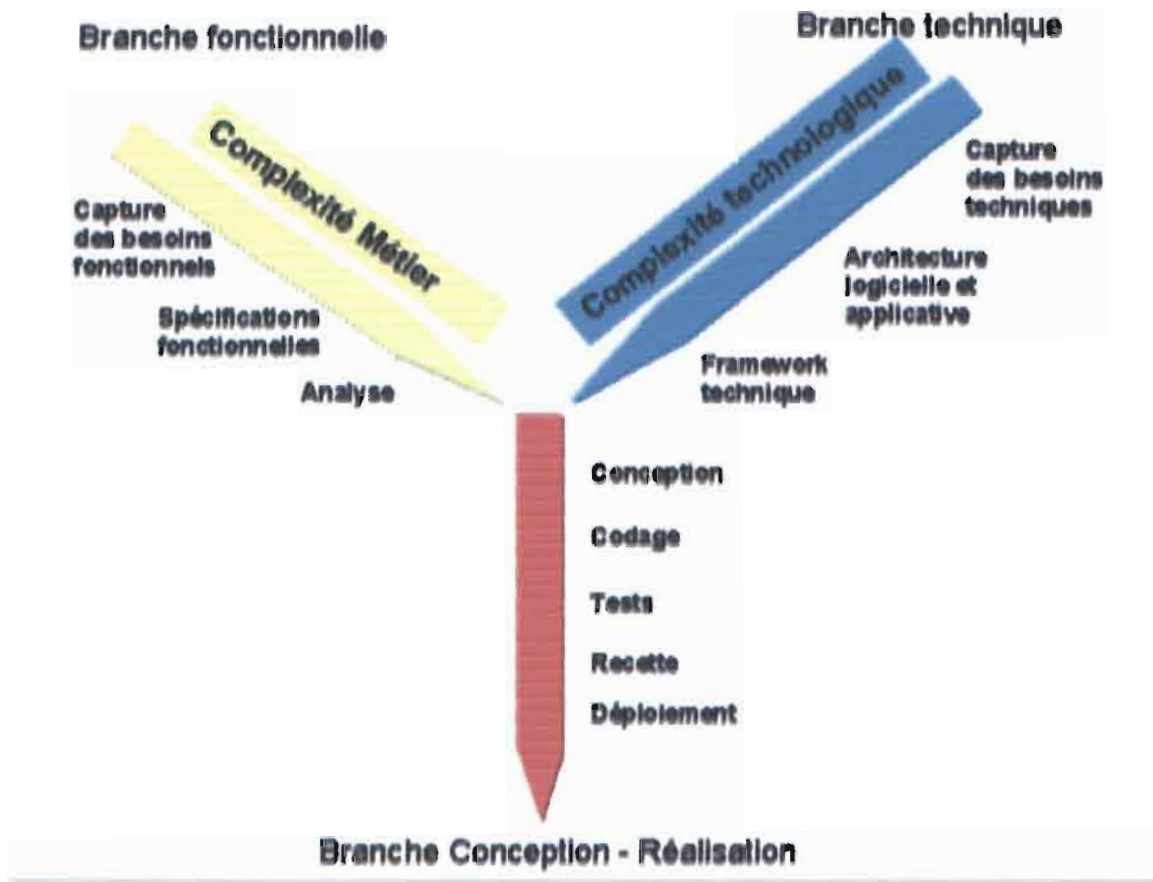 Branche fonctionnelle
Complexité Métier
Capture
des besoins
fonctionnels
Spécifications
fonctionnelles
Analyse
Branche technique
Complexité technologique
Capture
des besoins
techniques
Architecture
logicielle et
applicative
Framework
technique
Conception
Codage
Tests
Recette
Déploiement
Branche Conception - Réalisation